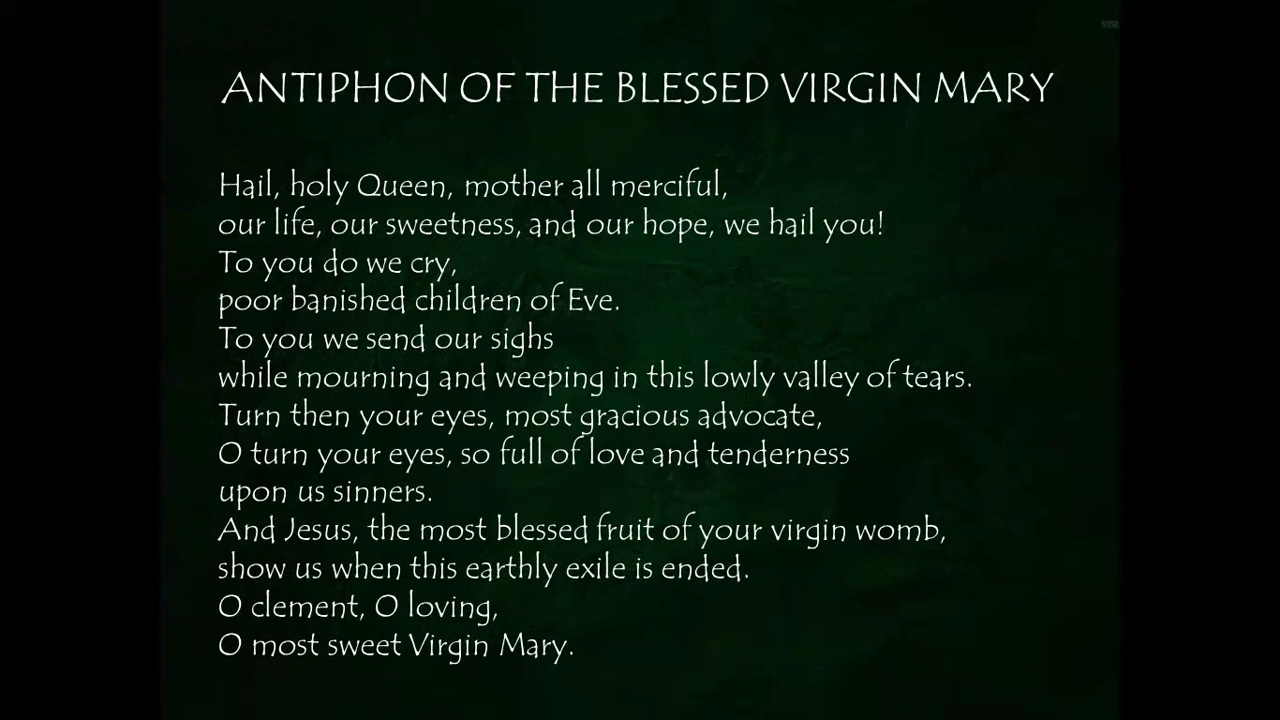 ANTIPHON OF THE BLESSED VIRGIN MARY
Hail, holy Queen, mother all merciful,
our life, our sweetness, and our hope, we hail you!
To you do we cry,
poor banished children of Eve.
To you we send our sighs
while mourning and weeping in this lowly valley of tears.
Turn then your eyes, most gracious advocate,
O turn your eyes, so full of love and tenderness
upon us sinners.
And Jesus, the most blessed fruit of your virgin womb,
show us when this earthly exile is ended.
O clement, O loving,
O most sweet Virgin Mary.